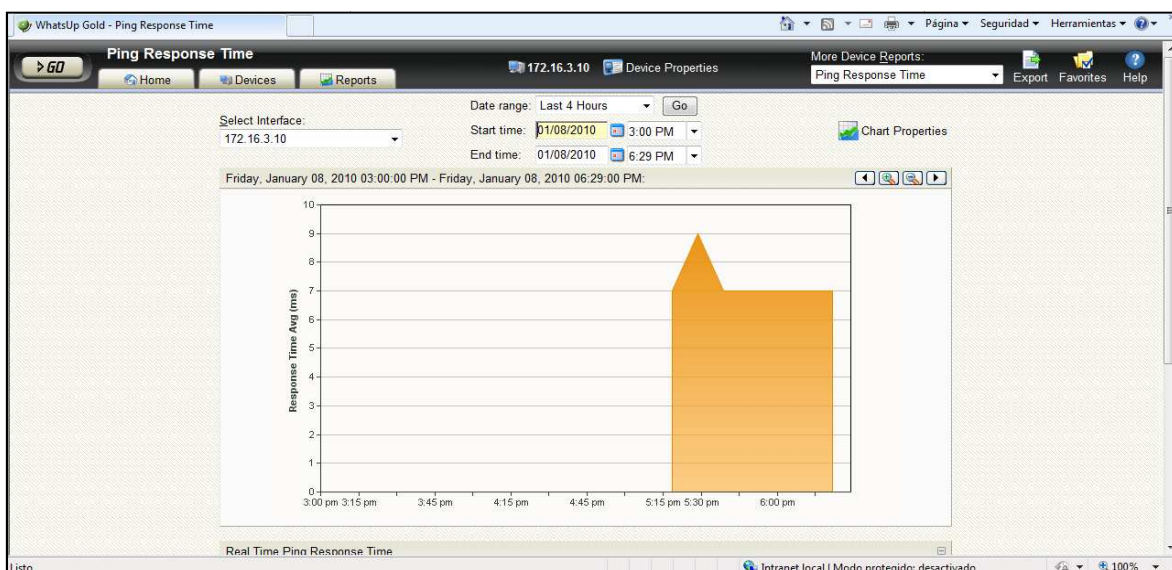 WhatsUp Gold - Ping Response Time
Página Seguridad Herramientas
GO
Ping Response Time
Home
Devices
Reports
172.16.3.10
Device Properties
More Device Reports:
Ping Response Time
Export
Favorites
Help
Select Interface:
172.16.3.10
Date range: Last 4 Hours Go
Start time: 01/08/2010 3:00 PM
End time: 01/08/2010 6:29 PM
Chart Properties
Friday, January 08, 2010 03:00:00 PM - Friday, January 08, 2010 06:29:00 PM:
Response Time Avg (ms)
10
9
8
7
6
5
4
3
2
1
0
3:00 pm 3:15 pm 3:45 pm 4:15 pm 4:45 pm 5:15 pm 5:30 pm 6:00 pm
Real Time Ping Response Time
Listo
Intranet local | Modo protegido: desactivado
100%